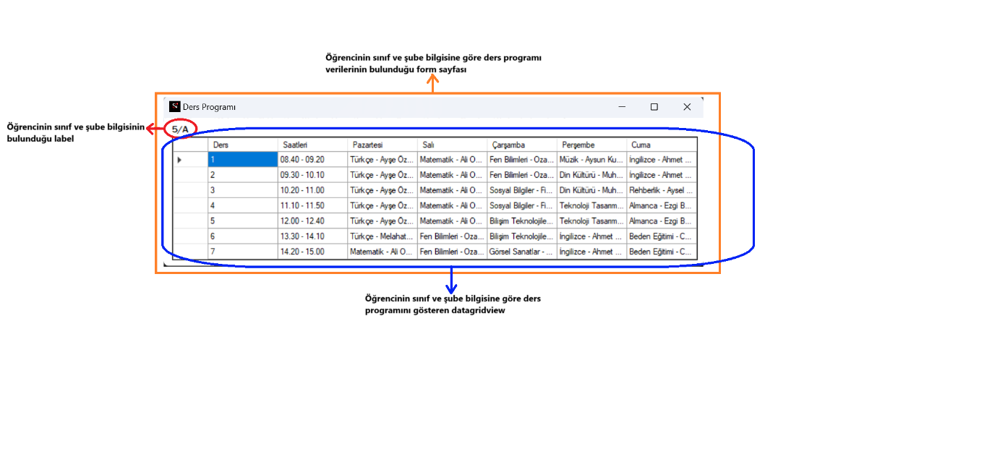 Öğrencinin sınıf ve şube bilgisine göre ders programı
verilerinin bulunduğu form sayfası
Ders Programı
Öğrencinin sınıf ve şube bilgisinin
bulunduğu label
5/A
Ders Saatleri Pazartesi Salı Çarşamba Perşembe Cuma
1 08.40 - 09.20 Türkçe - Ayşe Öz... Matematik - Ali O... Fen Bilimleri - Oza... Müzik - Aysun Ku... İngilizce - Ahmet ...
2 09.30 - 10.10 Türkçe - Ayşe Öz... Matematik - Ali O... Fen Bilimleri - Oza... Din Kültürü - Muh... İngilizce - Ahmet ...
3 10.20 - 11.00 Türkçe - Ayşe Öz... Matematik - Ali O... Sosyal Bilgiler - Fi... Din Kültürü - Muh... Rehberlik - Aysel ...
4 11.10 - 11.50 Türkçe - Ayşe Öz... Matematik - Ali O... Sosyal Bilgiler - Fi... Teknoloji Tasarım... Almanca - Ezgi B...
5 12.00 - 12.40 Türkçe - Ayşe Öz... Matematik - Ali O... Bilişim Teknolojile... Teknoloji Tasarım... Almanca - Ezgi B...
6 13.30 - 14.10 Türkçe - Melahat... Fen Bilimleri - Oza... Bilişim Teknolojile... İngilizce - Ahmet ... Beden Eğitimi - C...
7 14.20 - 15.00 Matematik - Ali O... Fen Bilimleri - Oza... Görsel Sanatlar - ... İngilizce - Ahmet ... Beden Eğitimi - C...
Öğrencinin sınıf ve şube bilgisine göre ders
programını gösteren datagridview